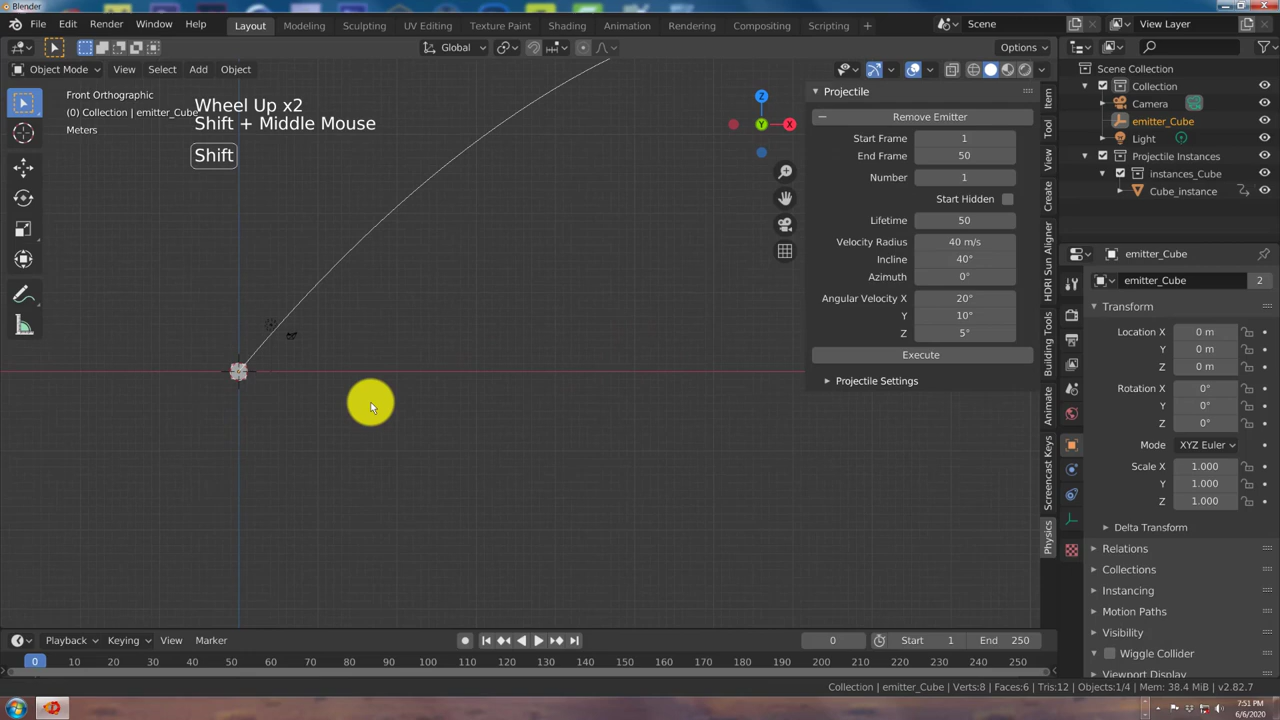 Blender
File Edit Render Window Help Layout Modeling Sculpting UV Editing Texture Paint Shading Animation Rendering Compositing Scripting + Scene View Layer
Global Options
Object Mode View Select Add Object
Front Orthographic
(0) Collection | emitter_Cube
Meters
Wheel Up x2
Shift + Middle Mouse
Shift
Z
Y
X
Projectile
Remove Emitter
Start Frame 1
End Frame 50
Number 1
Start Hidden
Lifetime 50
Velocity Radius 40 m/s
Incline 40°
Azimuth 0°
Angular Velocity X 20°
Y 10°
Z 5°
Execute
Projectile Settings
Item
Tool
View
Create
HDRI Sun Aligner
Building Tools
Animate
Screencast Keys
Physics
Scene Collection
Collection
Camera
emitter_Cube
Light
Projectile Instances
instances_Cube
Cube_instance
emitter_Cube
emitter_Cube 2
Transform
Location X 0 m
Y 0 m
Z 0 m
Rotation X 0°
Y 0°
Z 0°
Mode XYZ Euler
Scale X 1.000
Y 1.000
Z 1.000
Delta Transform
Relations
Collections
Instancing
Motion Paths
Visibility
Wiggle Collider
Viewport Display
Playback Keying View Marker 0 Start 1 End 250
0 10 20 30 40 50 60 70 80 90 100 110 120 130 140 150 160 170 180 190 200 210 220 230 240 250
Collection | emitter_Cube | Verts:8 | Faces:6 | Tris:12 | Objects:1/4 | Mem: 38.4 MiB | v2.82.7
7:51 PM
6/6/2020